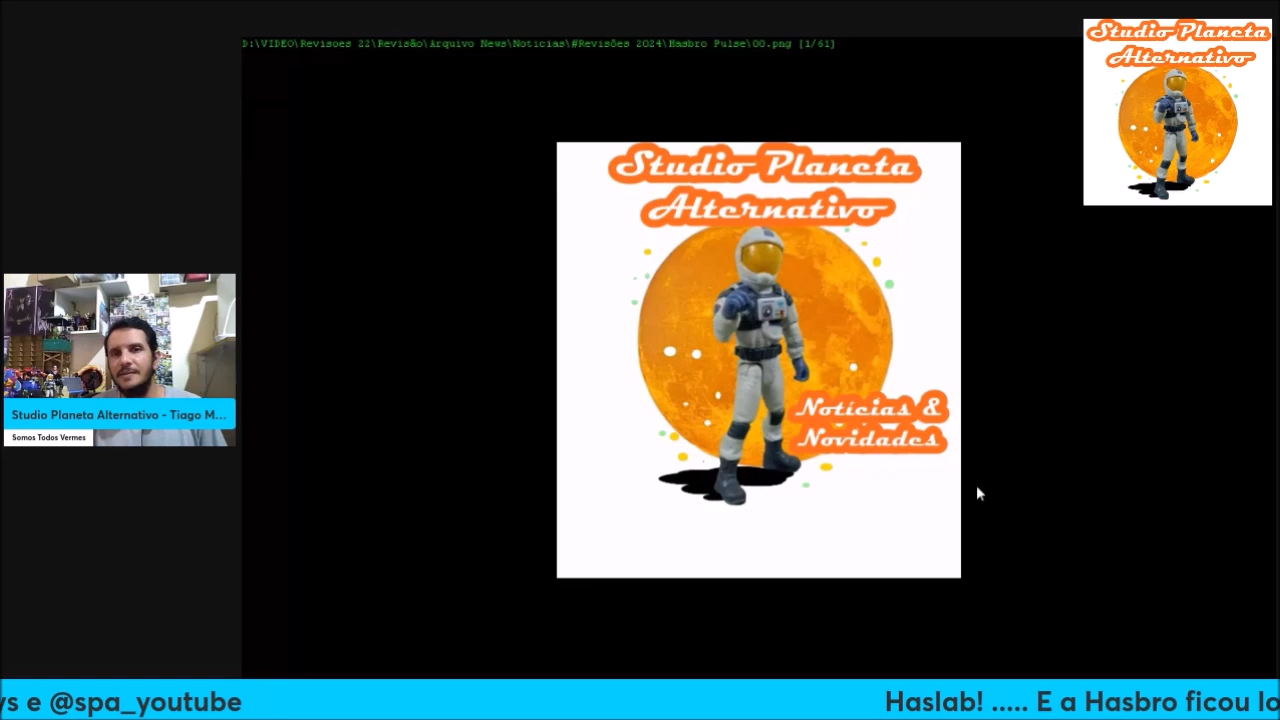 D:\VIDEO\Revisoes 22\Revisão\Arquivo News\Noticias\#Revisões 2024\Hasbro Pulse\00.png [1/61]
Studio Planeta
Alternativo
Studio Planeta
Alternativo
Notícias &
Novidades
Studio Planeta Alternativo - Tiago M...
Somos Todos Vermes
ys e @spa_youtube
Haslab! ..... E a Hasbro ficou lo